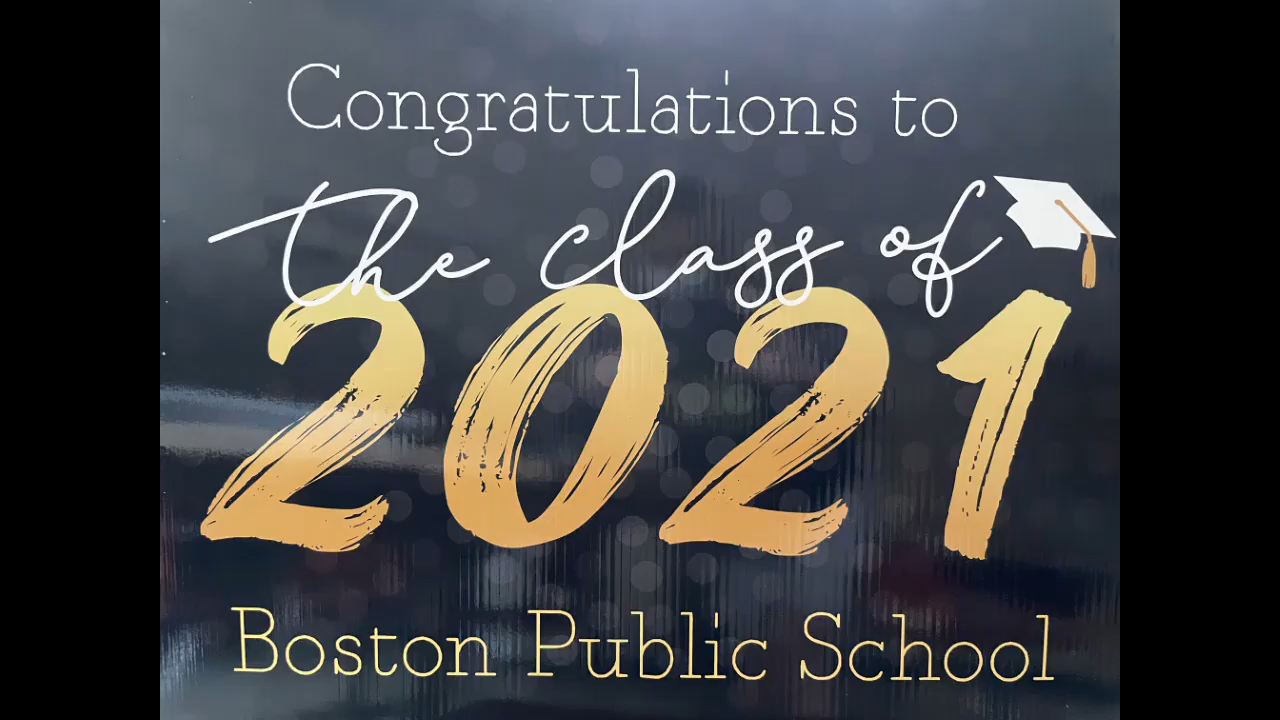 Congratulations to
the class of
2021
Boston Public School